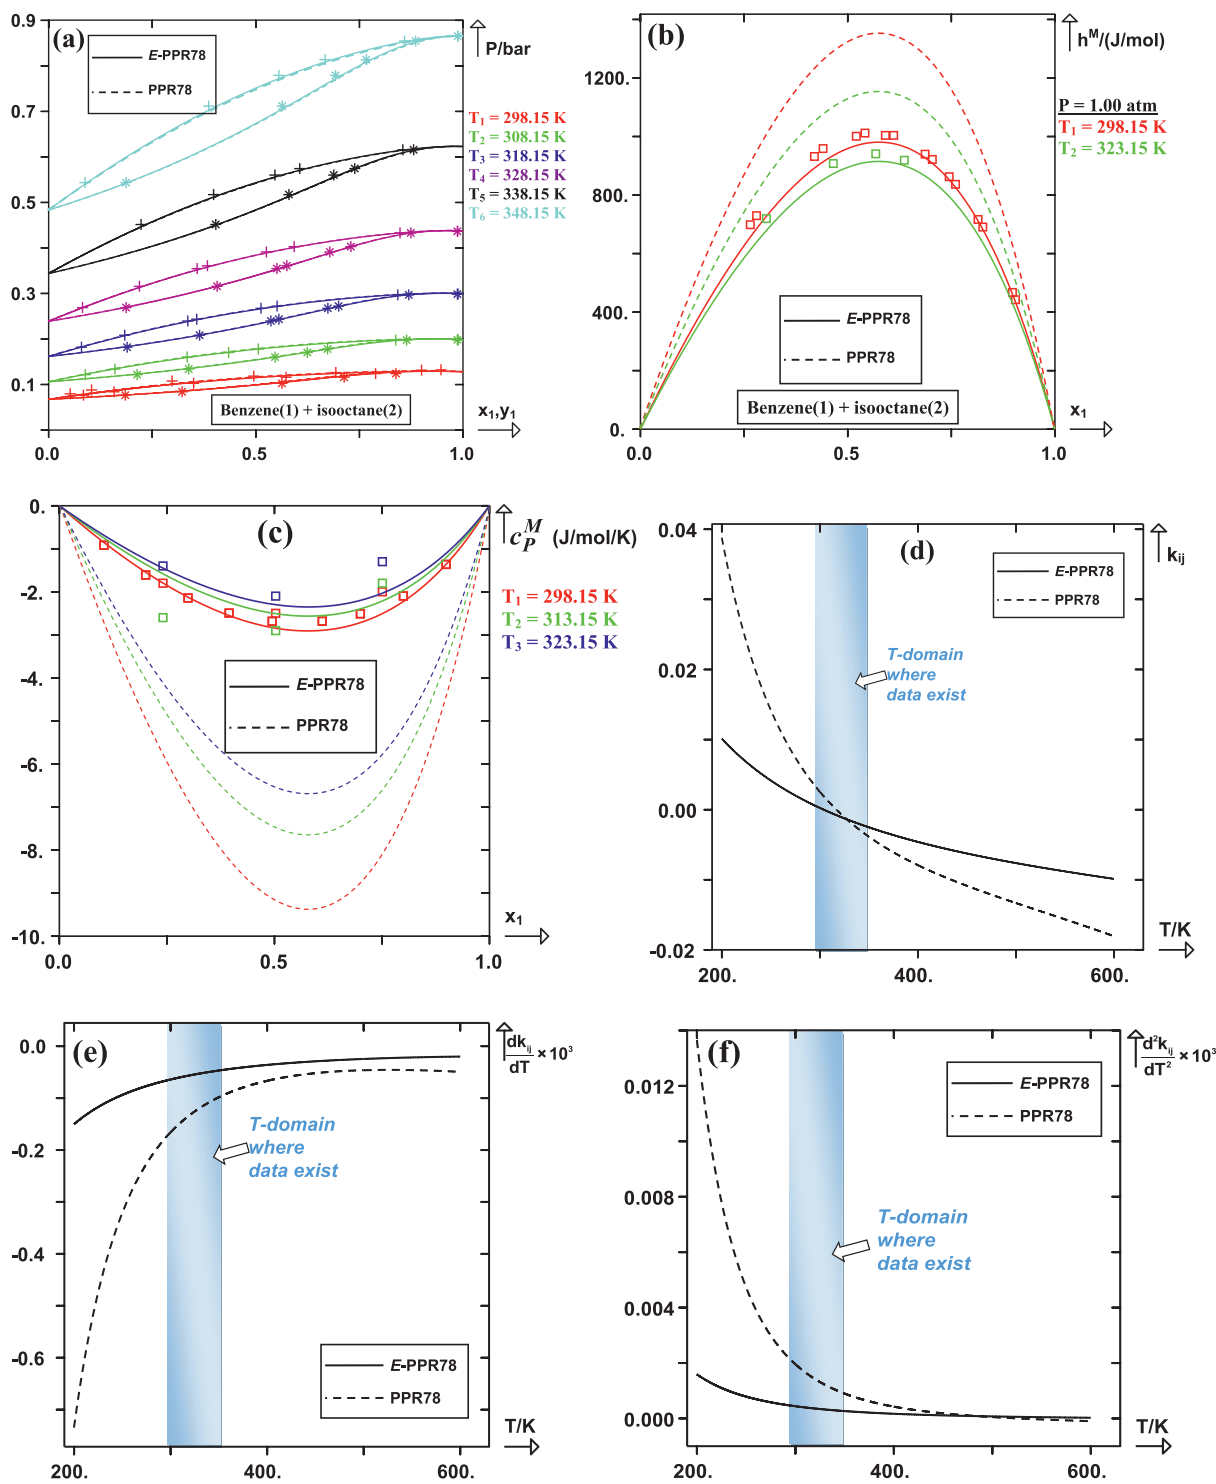 (a)
0.9
0.7
0.5
0.3
0.1
0.0
0.5
1.0
P/bar
E-PPR78
PPR78
T1 = 298.15 K
T2 = 308.15 K
T3 = 318.15 K
T4 = 328.15 K
T5 = 338.15 K
T6 = 348.15 K
Benzene(1) + isooctane(2)
x1,y1
(b)
1200.
800.
400.
0.
0.0
0.5
1.0
hM/(J/mol)
P = 1.00 atm
T1 = 298.15 K
T2 = 323.15 K
E-PPR78
PPR78
Benzene(1) + isooctane(2)
x1
(c)
0.
-2.
-4.
-6.
-8.
-10.
0.0
0.5
1.0
cPM (J/mol/K)
T1 = 298.15 K
T2 = 313.15 K
T3 = 323.15 K
E-PPR78
PPR78
x1
(d)
0.04
0.02
0.00
-0.02
200.
400.
600.
kij
E-PPR78
PPR78
T-domain
where
data exist
T/K
(e)
0.0
-0.2
-0.4
-0.6
200.
400.
600.
dkij/dT × 10³
T-domain
where
data exist
E-PPR78
PPR78
T/K
(f)
0.012
0.008
0.004
0.000
200.
400.
600.
d²kij/dT² × 10³
E-PPR78
PPR78
T-domain
where
data exist
T/K